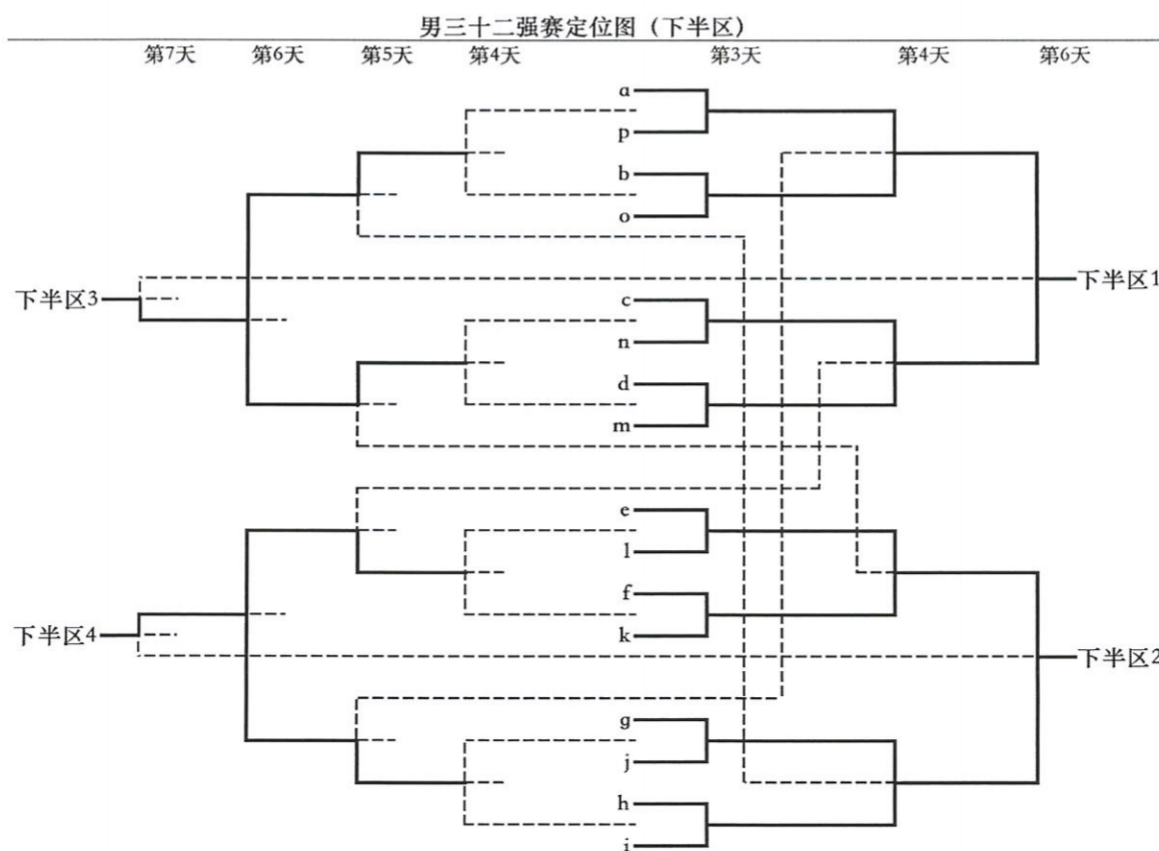 男三十二强赛定位图（下半区）
第7天 第6天 第5天 第4天 第3天 第4天 第6天
a
p
b
o
下半区3 下半区1
c
n
d
m
e
l
f
k
下半区4 下半区2
g
j
h
i